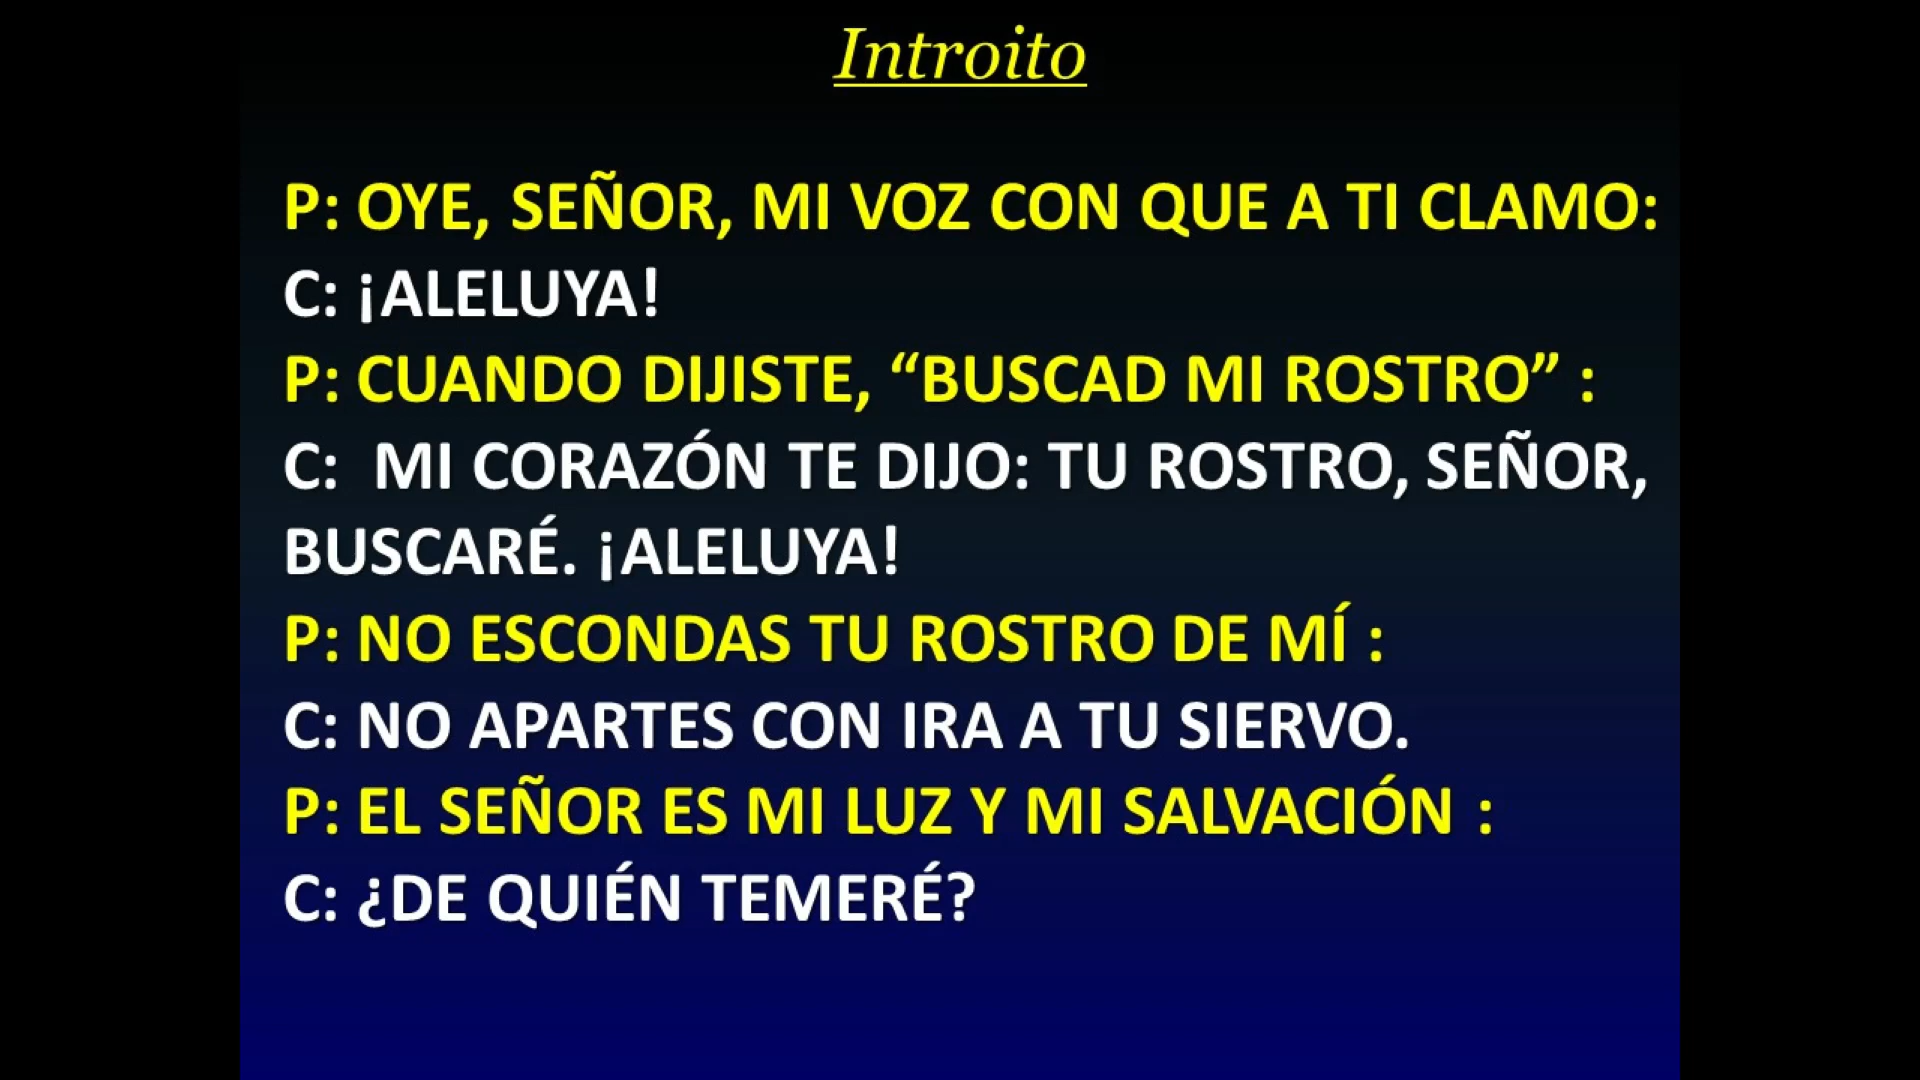 Introito
P: OYE, SEÑOR, MI VOZ CON QUE A TI CLAMO:
C: ¡ALELUYA!
P: CUANDO DIJISTE, “BUSCAD MI ROSTRO” :
C:  MI CORAZÓN TE DIJO: TU ROSTRO, SEÑOR,
BUSCARÉ. ¡ALELUYA!
P: NO ESCONDAS TU ROSTRO DE MÍ :
C: NO APARTES CON IRA A TU SIERVO.
P: EL SEÑOR ES MI LUZ Y MI SALVACIÓN :
C: ¿DE QUIÉN TEMERÉ?